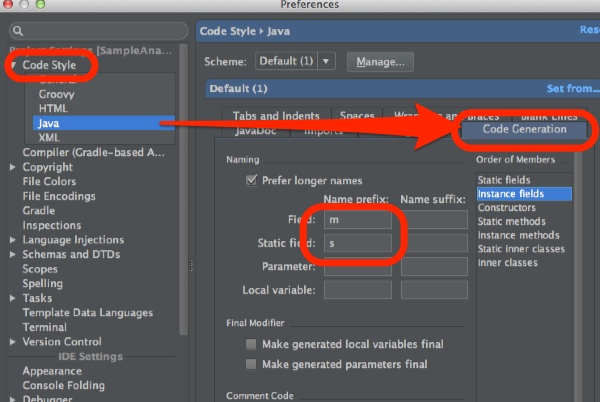 Preferences
Project Settings [SampleAna...
Code Style
General
Groovy
HTML
Java
XML
Compiler (Gradle-based A...
Copyright
File Colors
File Encodings
Gradle
Inspections
Language Injections
Schemas and DTDs
Scopes
Spelling
Tasks
Template Data Languages
Terminal
Version Control
IDE Settings
Appearance
Console Folding
Debugger
Code Style › Java
Rese
Scheme: Default (1) Manage...
Default (1) Set from...
Tabs and Indents Spaces Wrapping and Braces Blank Lines
JavaDoc Imports Code Generation
Naming
Prefer longer names
Name prefix: Name suffix:
Field: m
Static field: s
Parameter:
Local variable:
Final Modifier
Make generated local variables final
Make generated parameters final
Comment Code
Order of Members
Static fields
Instance fields
Constructors
Static methods
Instance methods
Static inner classes
Inner classes